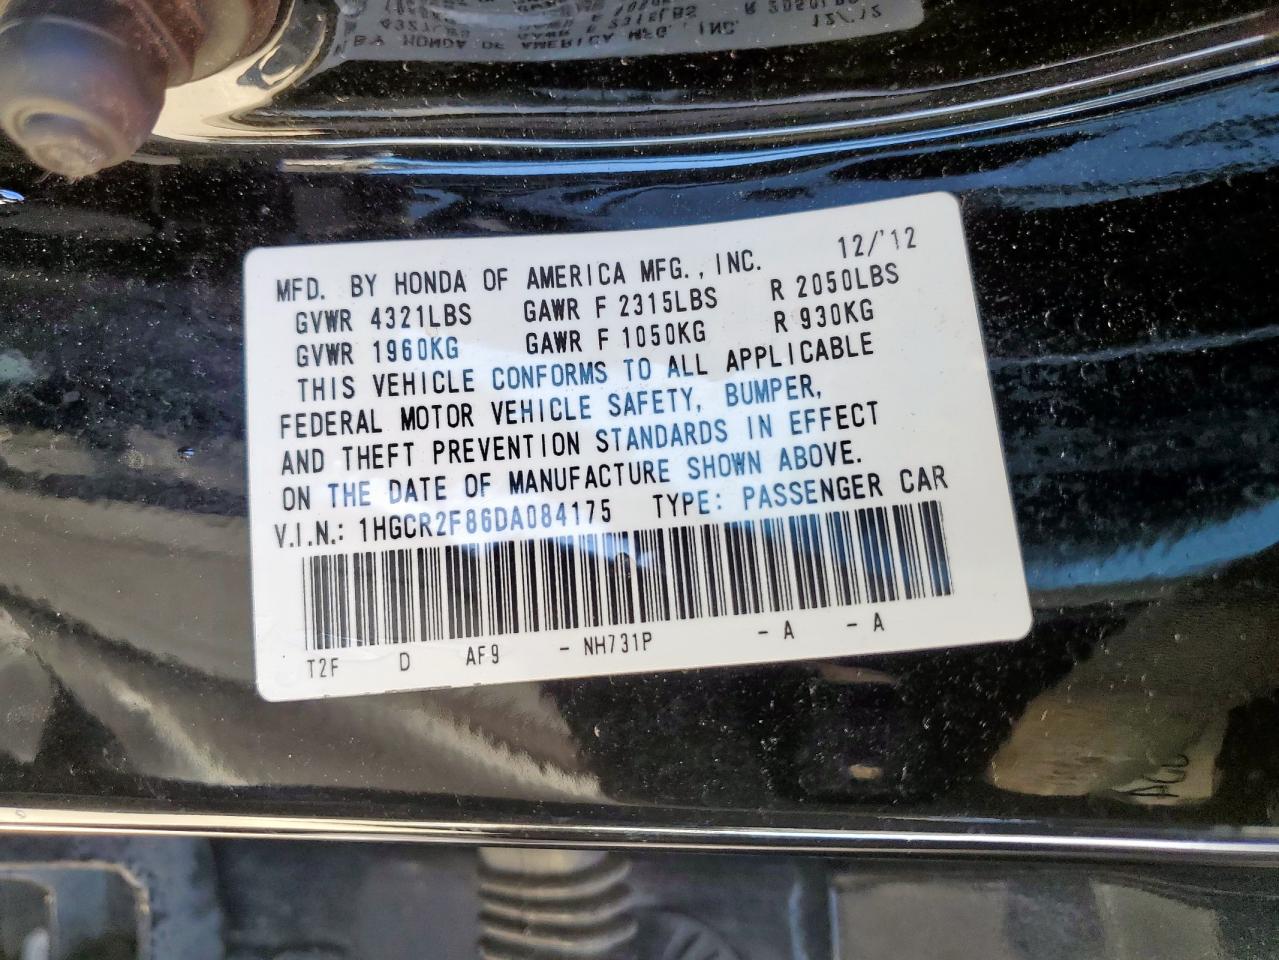 MFD. BY HONDA OF AMERICA MFG., INC. 12/'12
GVWR 4321LBS GAWR F 2315LBS R 2050LBS
GVWR 1960KG GAWR F 1050KG R 930KG
THIS VEHICLE CONFORMS TO ALL APPLICABLE
FEDERAL MOTOR VEHICLE SAFETY, BUMPER,
AND THEFT PREVENTION STANDARDS IN EFFECT
ON THE DATE OF MANUFACTURE SHOWN ABOVE.
V.I.N.: 1HGCR2F86DA084175 TYPE: PASSENGER CAR
T2F D AF9 - NH731P - A - A